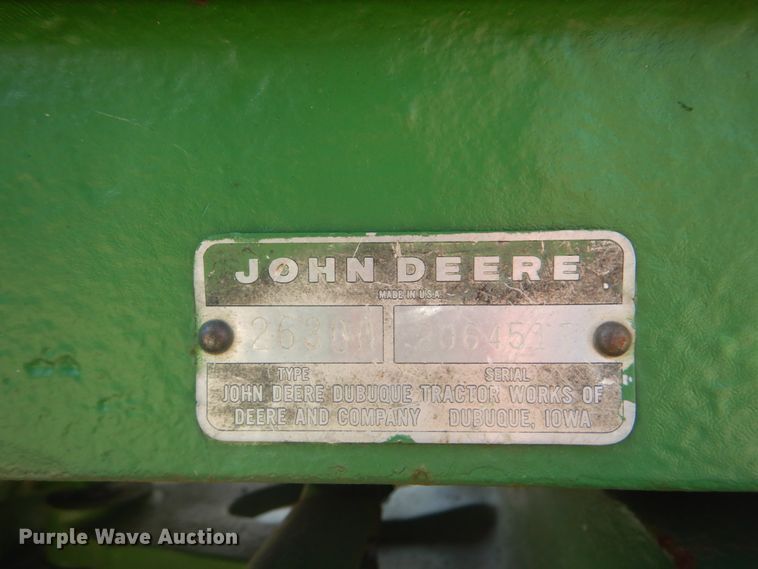 JOHN DEERE
MADE IN U.S.A.
TYPE
SERIAL
JOHN DEERE DUBUQUE TRACTOR WORKS OF
DEERE AND COMPANY DUBUQUE, IOWA
Purple Wave Auction®